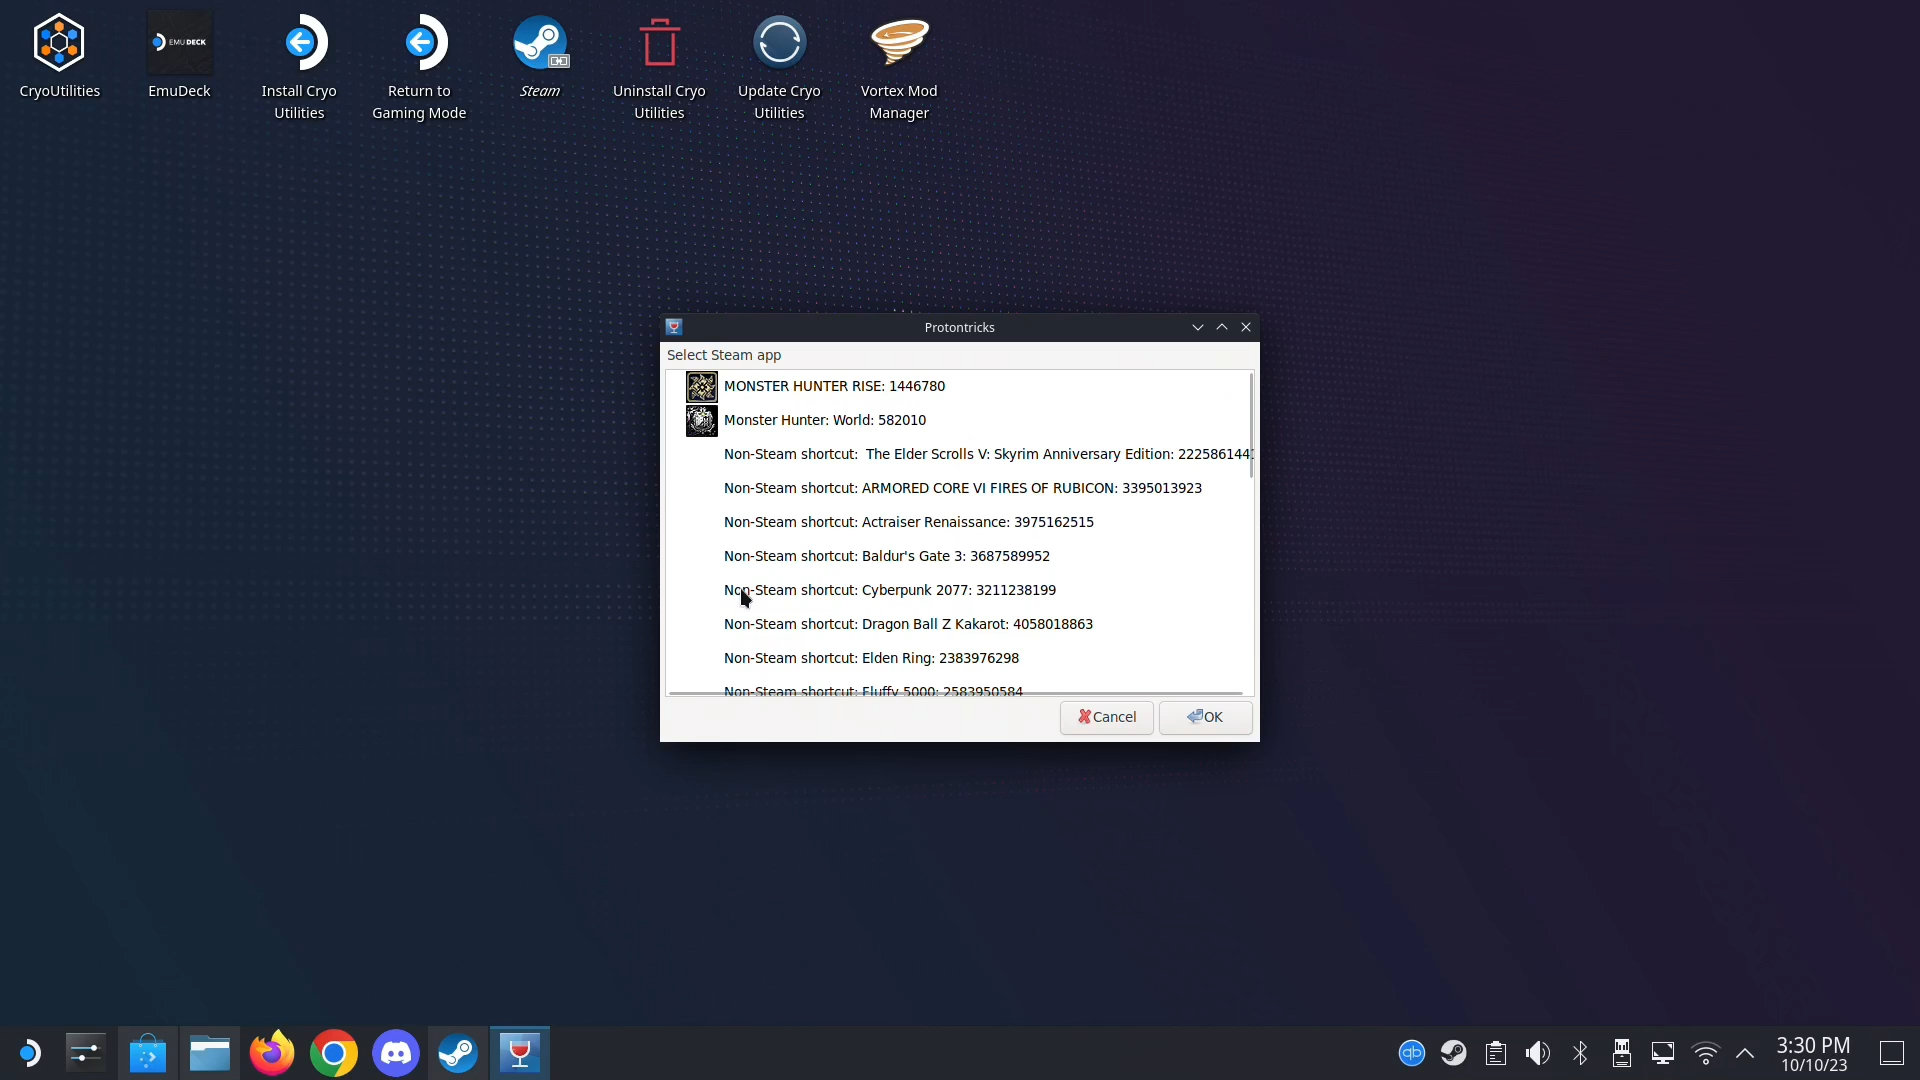 CryoUtilities
EMUDECK
EmuDeck
Install Cryo
Utilities
Return to
Gaming Mode
Steam
Uninstall Cryo
Utilities
Update Cryo
Utilities
Vortex Mod
Manager
Protontricks
Select Steam app
MONSTER HUNTER RISE: 1446780
Monster Hunter: World: 582010
Non-Steam shortcut:  The Elder Scrolls V: Skyrim Anniversary Edition: 222586144
Non-Steam shortcut: ARMORED CORE VI FIRES OF RUBICON: 3395013923
Non-Steam shortcut: Actraiser Renaissance: 3975162515
Non-Steam shortcut: Baldur's Gate 3: 3687589952
Non-Steam shortcut: Cyberpunk 2077: 3211238199
Non-Steam shortcut: Dragon Ball Z Kakarot: 4058018863
Non-Steam shortcut: Elden Ring: 2383976298
Non-Steam shortcut: Fluffy 5000: 2583950584
Cancel
OK
qb
3:30 PM
10/10/23